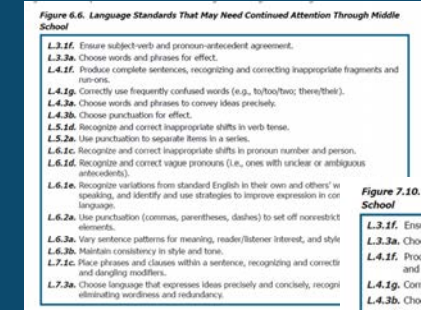 Figure 6.6. Language Standards That May Need Continued Attention Through Middle
School
L.3.1f. Ensure subject-verb and pronoun-antecedent agreement.
L.3.3a. Choose words and phrases for effect.
L.4.1f. Produce complete sentences, recognizing and correcting inappropriate fragments and
run-ons.
L.4.1g. Correctly use frequently confused words (e.g., to/too/two; there/their).
L.4.3a. Choose words and phrases to convey ideas precisely.
L.4.3b. Choose punctuation for effect.
L.5.1d. Recognize and correct inappropriate shifts in verb tense.
L.5.2a. Use punctuation to separate items in a series.
L.6.1c. Recognize and correct inappropriate shifts in pronoun number and person.
L.6.1d. Recognize and correct vague pronouns (i.e., ones with unclear or ambiguous
antecedents).
L.6.1e. Recognize variations from standard English in their own and others' w
speaking, and identify and use strategies to improve expression in con
language.
L.6.2a. Use punctuation (commas, parentheses, dashes) to set off nonrestrict
elements.
L.6.3a. Vary sentence patterns for meaning, reader/listener interest, and style
L.6.3b. Maintain consistency in style and tone.
L.7.1c. Place phrases and clauses within a sentence, recognizing and correctin
and dangling modifiers.
L.7.3a. Choose language that expresses ideas precisely and concisely, recogni
eliminating wordiness and redundancy.
Figure 7.10.
School
L.3.1f. Ensu
L.3.3a. Choo
L.4.1f. Prod
and
L.4.1g. Corr
L.4.3b. Choo